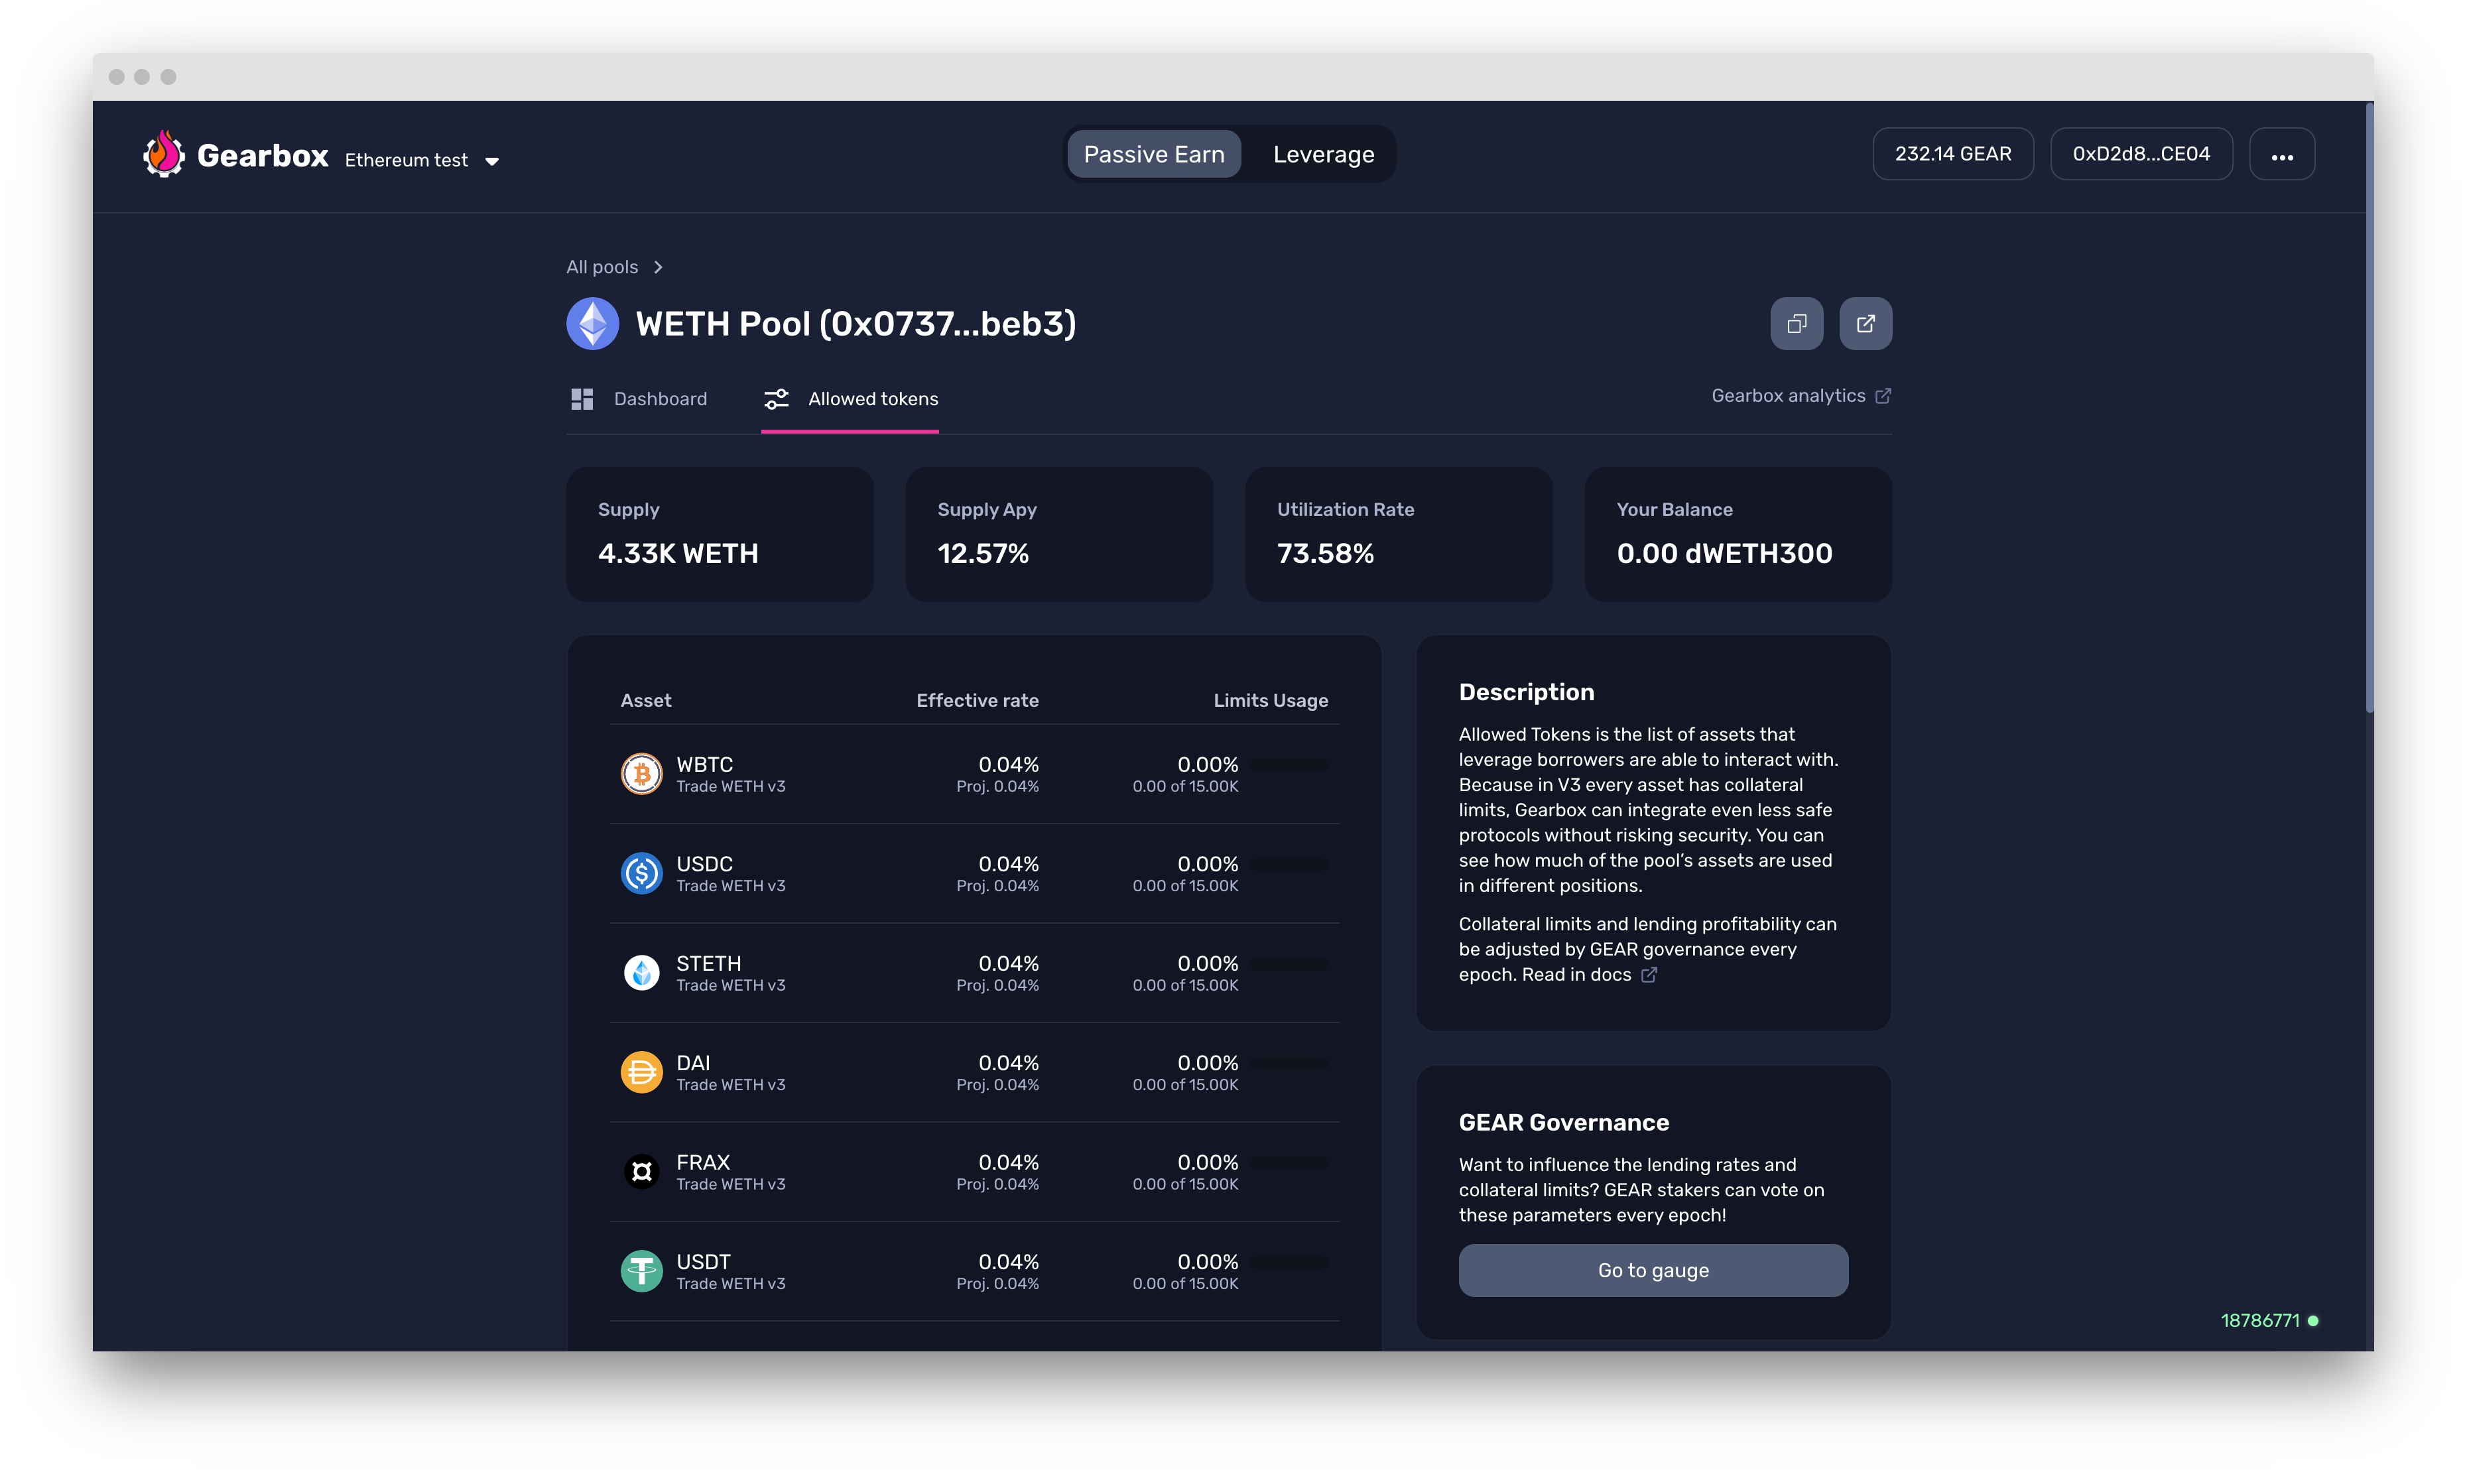 Gearbox Ethereum test
Passive Earn Leverage
232.14 GEAR 0xD2d8...CE04
All pools
WETH Pool (0x0737...beb3)
Dashboard Allowed tokens Gearbox analytics
Supply
4.33K WETH
Supply Apy
12.57%
Utilization Rate
73.58%
Your Balance
0.00 dWETH300
Asset Effective rate Limits Usage
WBTC 0.04% 0.00%
Trade WETH v3 Proj. 0.04% 0.00 of 15.00K
USDC 0.04% 0.00%
Trade WETH v3 Proj. 0.04% 0.00 of 15.00K
STETH 0.04% 0.00%
Trade WETH v3 Proj. 0.04% 0.00 of 15.00K
DAI 0.04% 0.00%
Trade WETH v3 Proj. 0.04% 0.00 of 15.00K
FRAX 0.04% 0.00%
Trade WETH v3 Proj. 0.04% 0.00 of 15.00K
USDT 0.04% 0.00%
Trade WETH v3 Proj. 0.04% 0.00 of 15.00K
Description
Allowed Tokens is the list of assets that
leverage borrowers are able to interact with.
Because in V3 every asset has collateral
limits, Gearbox can integrate even less safe
protocols without risking security. You can
see how much of the pool's assets are used
in different positions.
Collateral limits and lending profitability can
be adjusted by GEAR governance every
epoch. Read in docs
GEAR Governance
Want to influence the lending rates and
collateral limits? GEAR stakers can vote on
these parameters every epoch!
Go to gauge
18786771